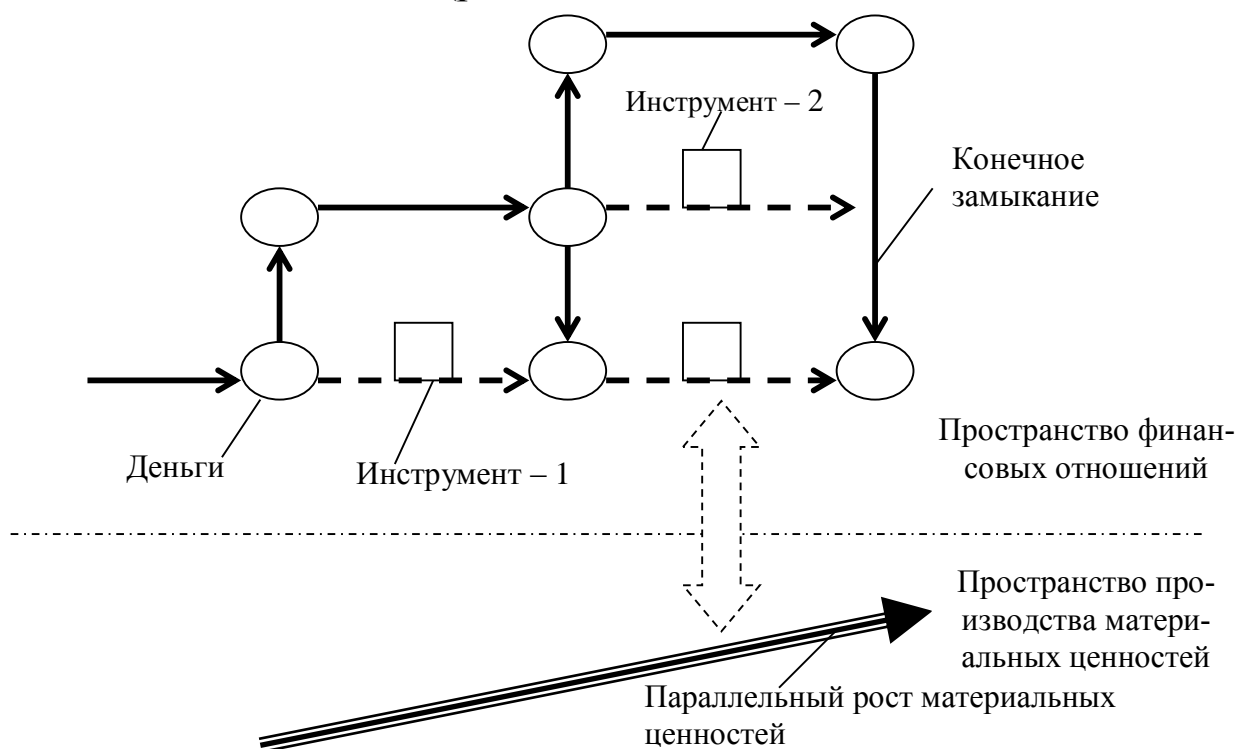 Инструмент – 2
Конечное
замыкание
Деньги
Инструмент – 1
Пространство финан-
совых отношений
Пространство про-
изводства матери-
альных ценностей
Параллельный рост материальных
ценностей